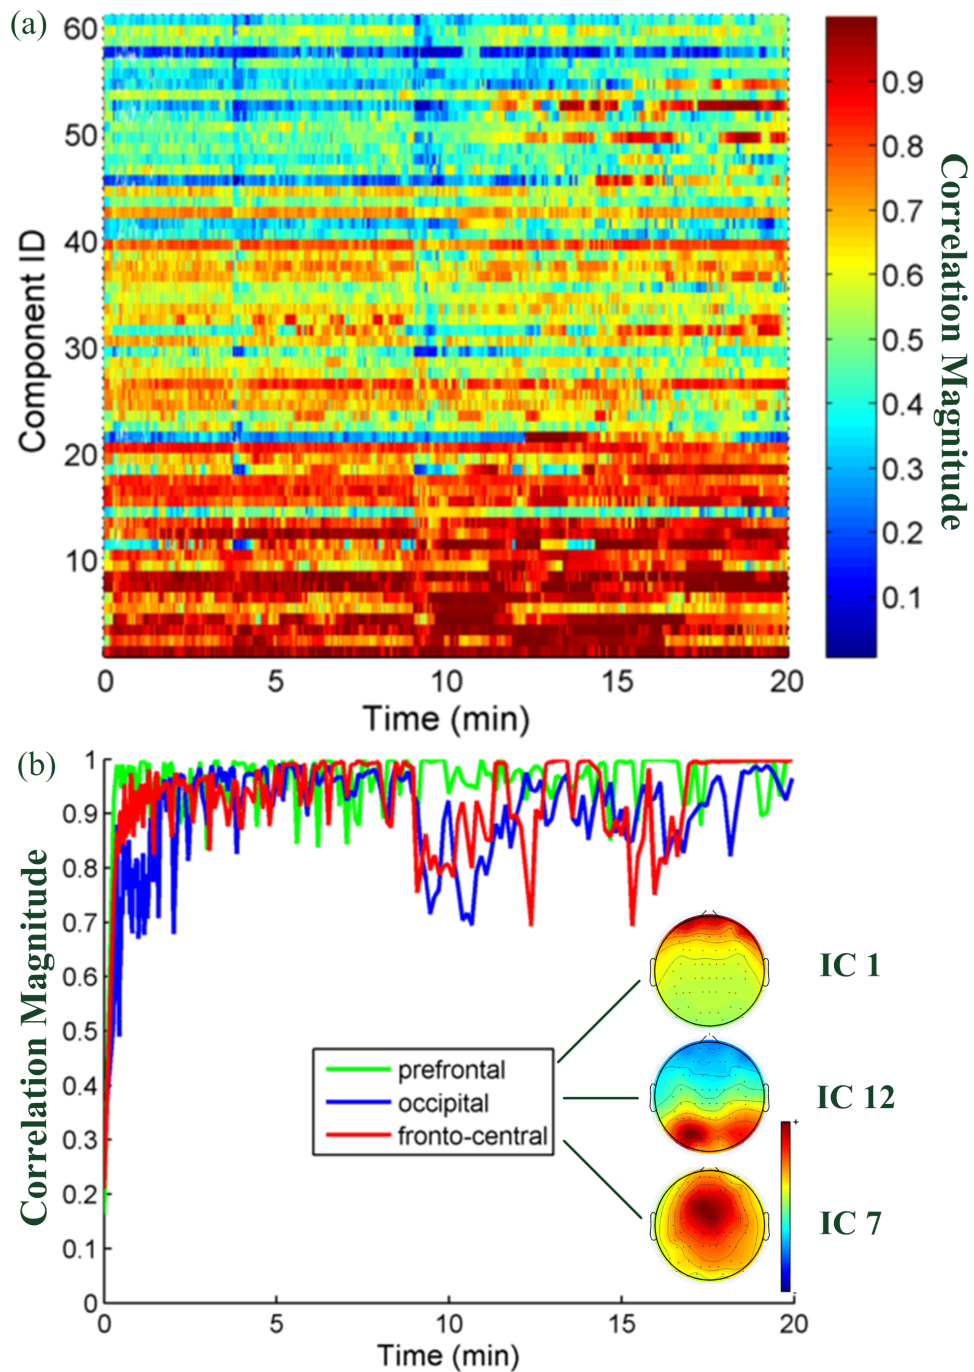 (a)
60
50
40
30
20
10
Component ID
0 5 10 15 20
Time (min)
0.9
0.8
0.7
0.6
0.5
0.4
0.3
0.2
0.1
Correlation Magnitude
(b)
1
0.9
0.8
0.7
0.6
0.5
0.4
0.3
0.2
0.1
0
Correlation Magnitude
prefrontal
occipital
fronto-central
IC 1
IC 12
IC 7
+
-
0 5 10 15 20
Time (min)